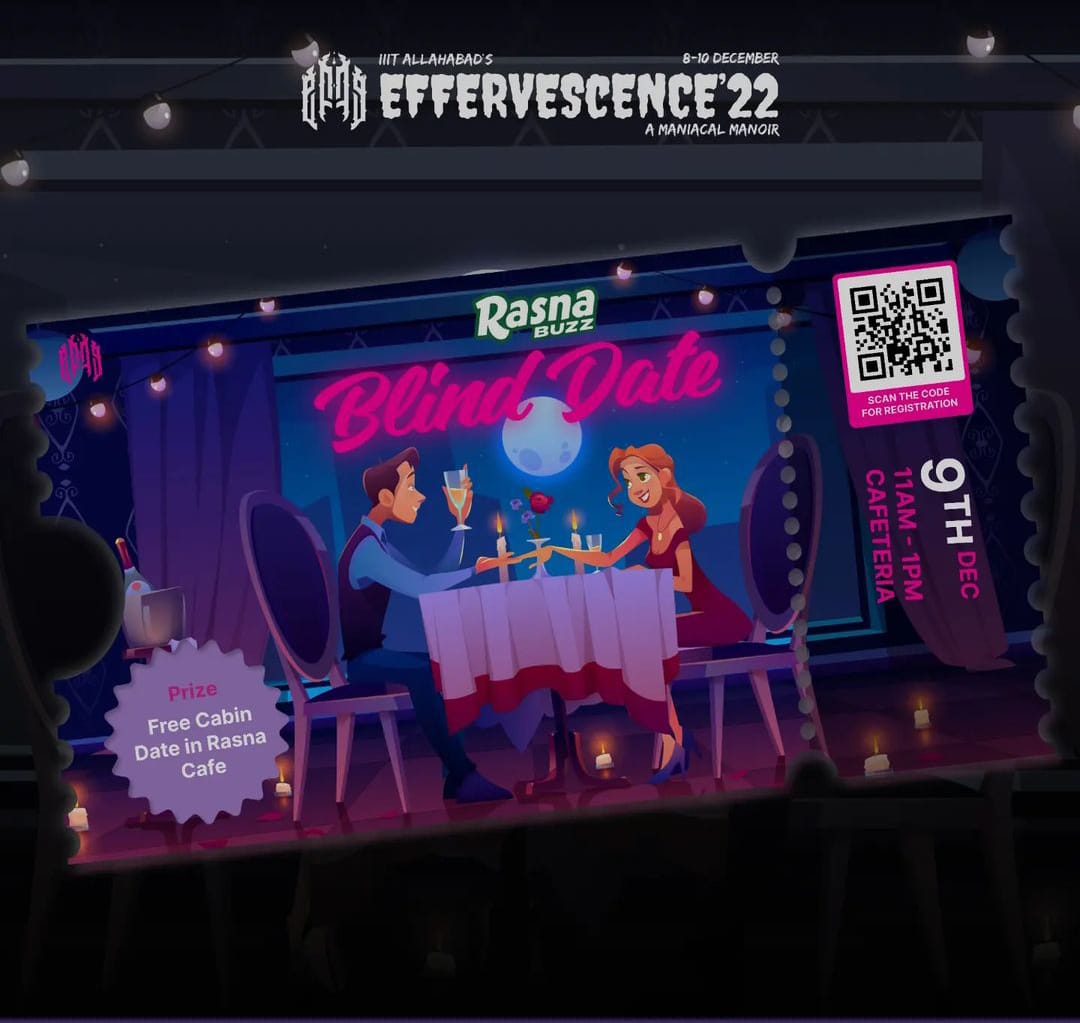 IIIT ALLAHABAD'S
8-10 DECEMBER
EFFERVESCENCE'22
A MANIACAL MANOIR
Rasna
BUZZ
Blind Date
SCAN THE CODE
FOR REGISTRATION
9TH DEC
11AM - 1PM
CAFETERIA
Prize
Free Cabin
Date in Rasna
Cafe